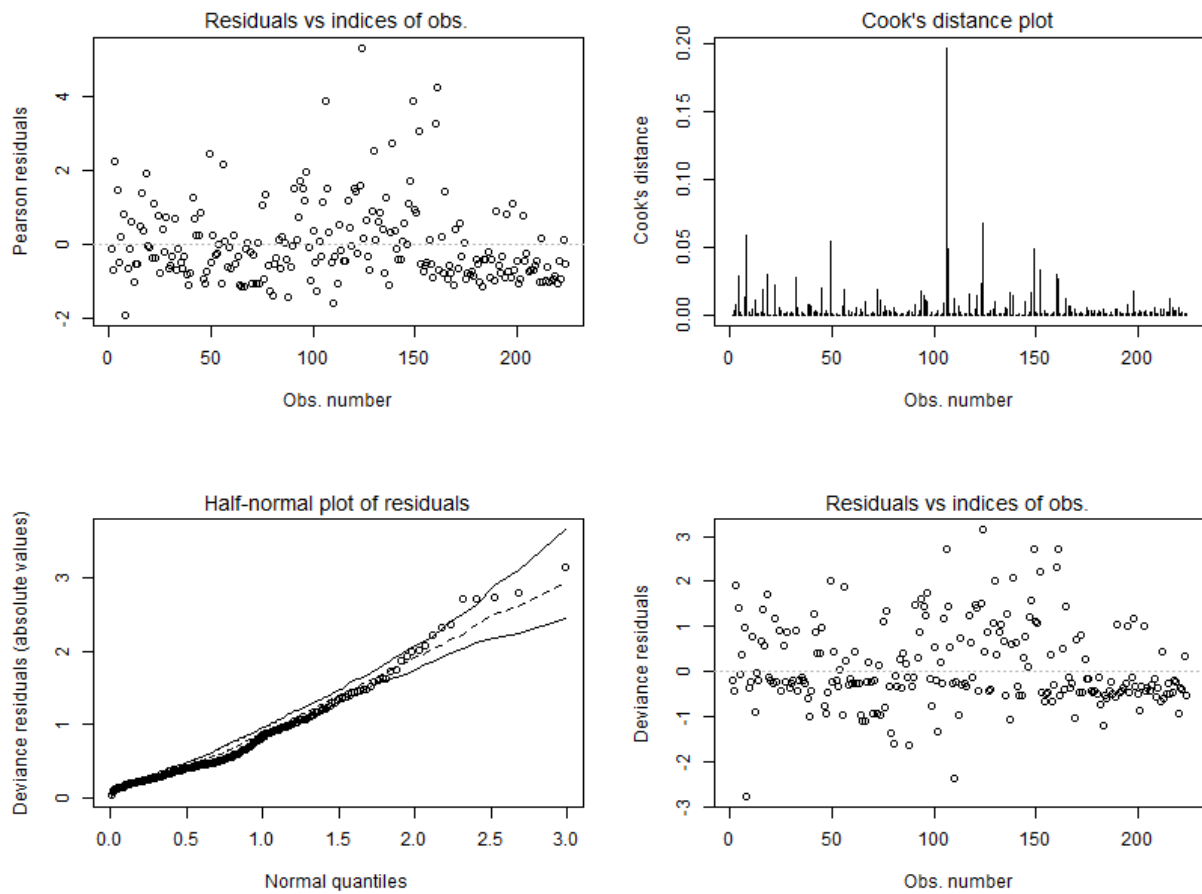 Residuals vs indices of obs.
Pearson residuals
4
2
0
-2
0 50 100 150 200
Obs. number
Cook's distance plot
Cook's distance
0.20
0.15
0.10
0.05
0.00
0 50 100 150 200
Obs. number
Half-normal plot of residuals
Deviance residuals (absolute values)
3
2
1
0
0.0 0.5 1.0 1.5 2.0 2.5 3.0
Normal quantiles
Residuals vs indices of obs.
Deviance residuals
3
2
1
0
-1
-2
-3
0 50 100 150 200
Obs. number